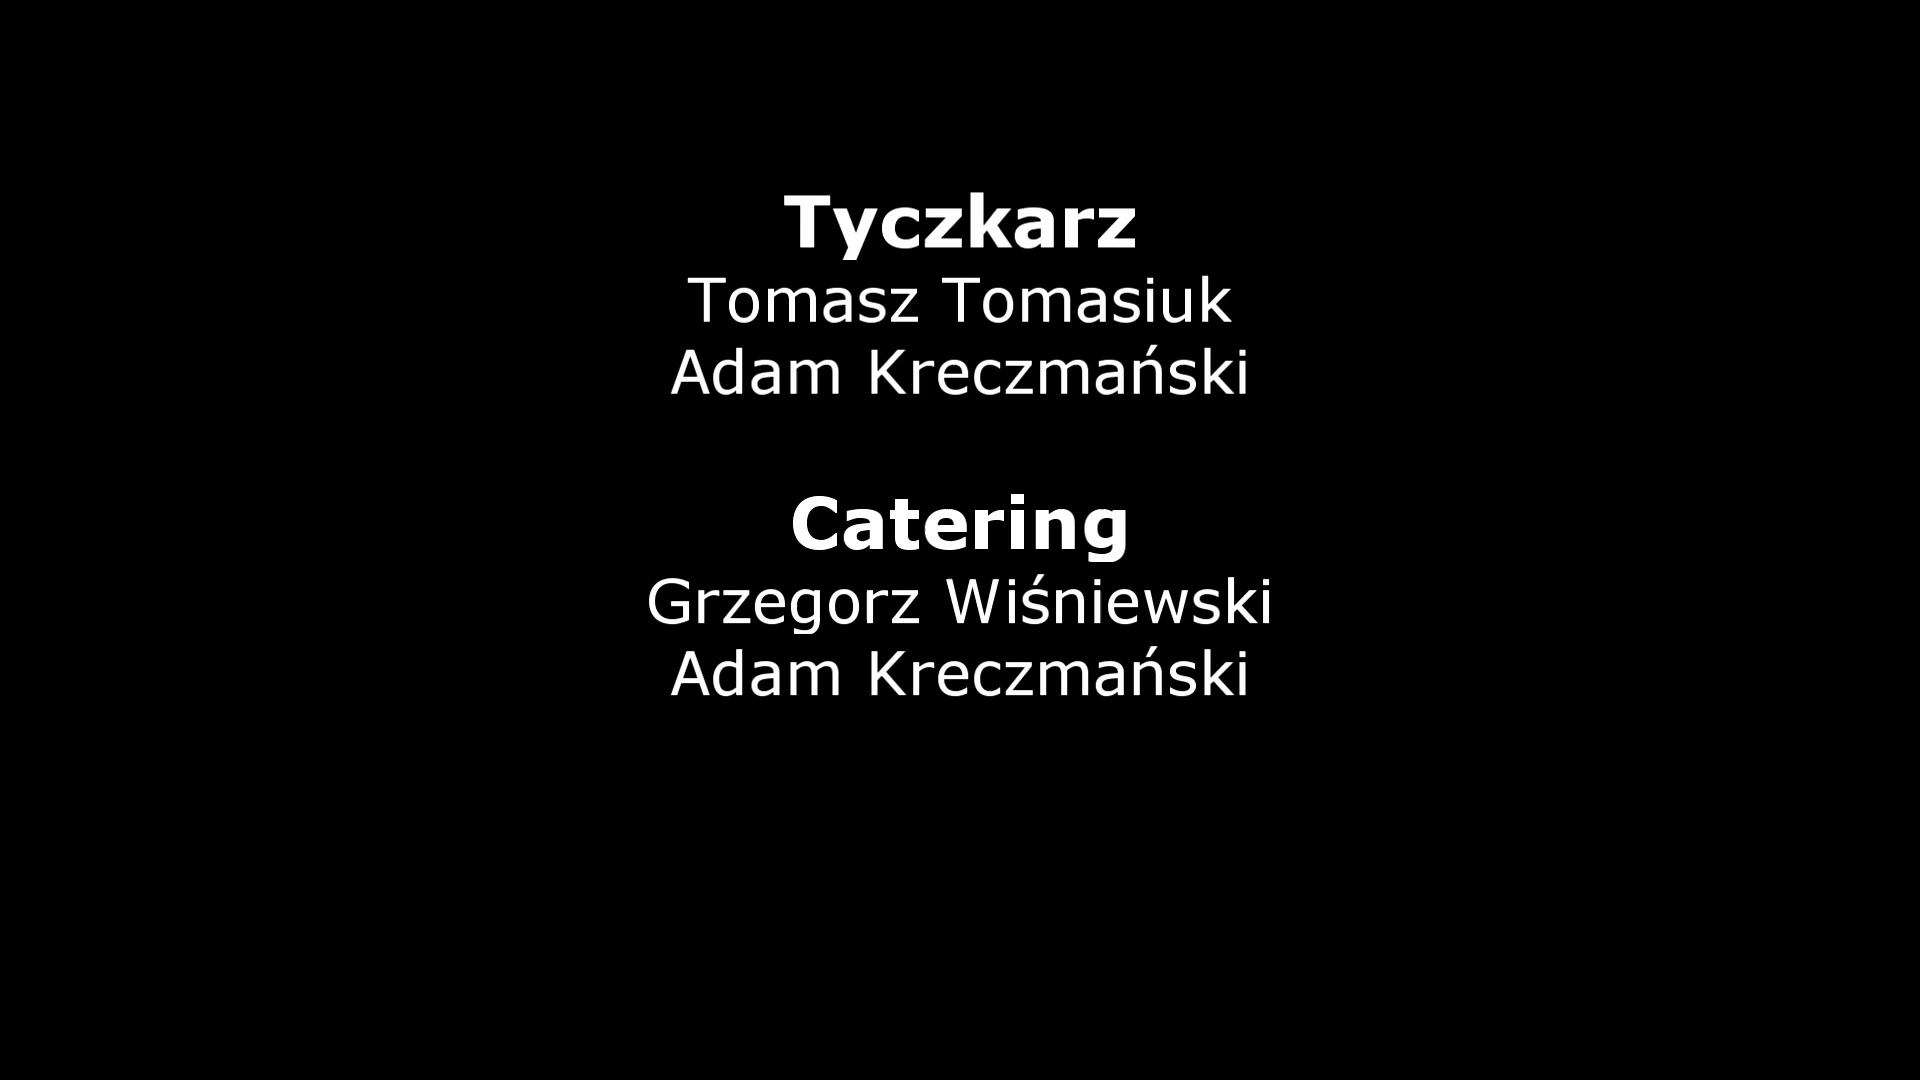 Tyczkarz
Tomasz Tomasiuk
Adam Kreczmański
Catering
Grzegorz Wiśniewski
Adam Kreczmański